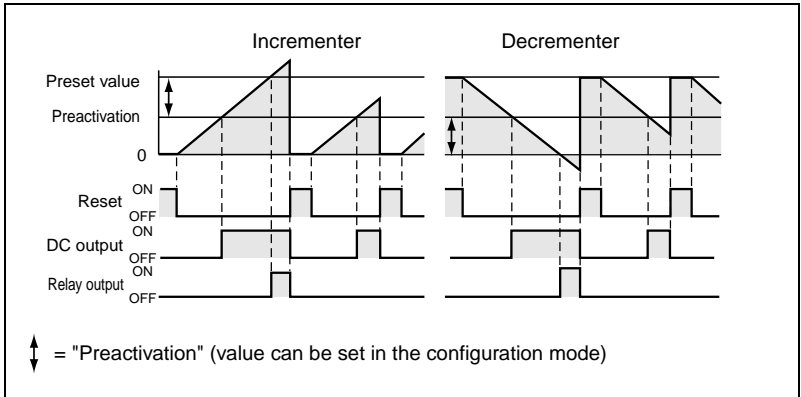 Incrementer
Decrementer
Preset value
Preactivation
0
Reset
ON
OFF
DC output
ON
OFF
Relay output
ON
OFF
= "Preactivation" (value can be set in the configuration mode)